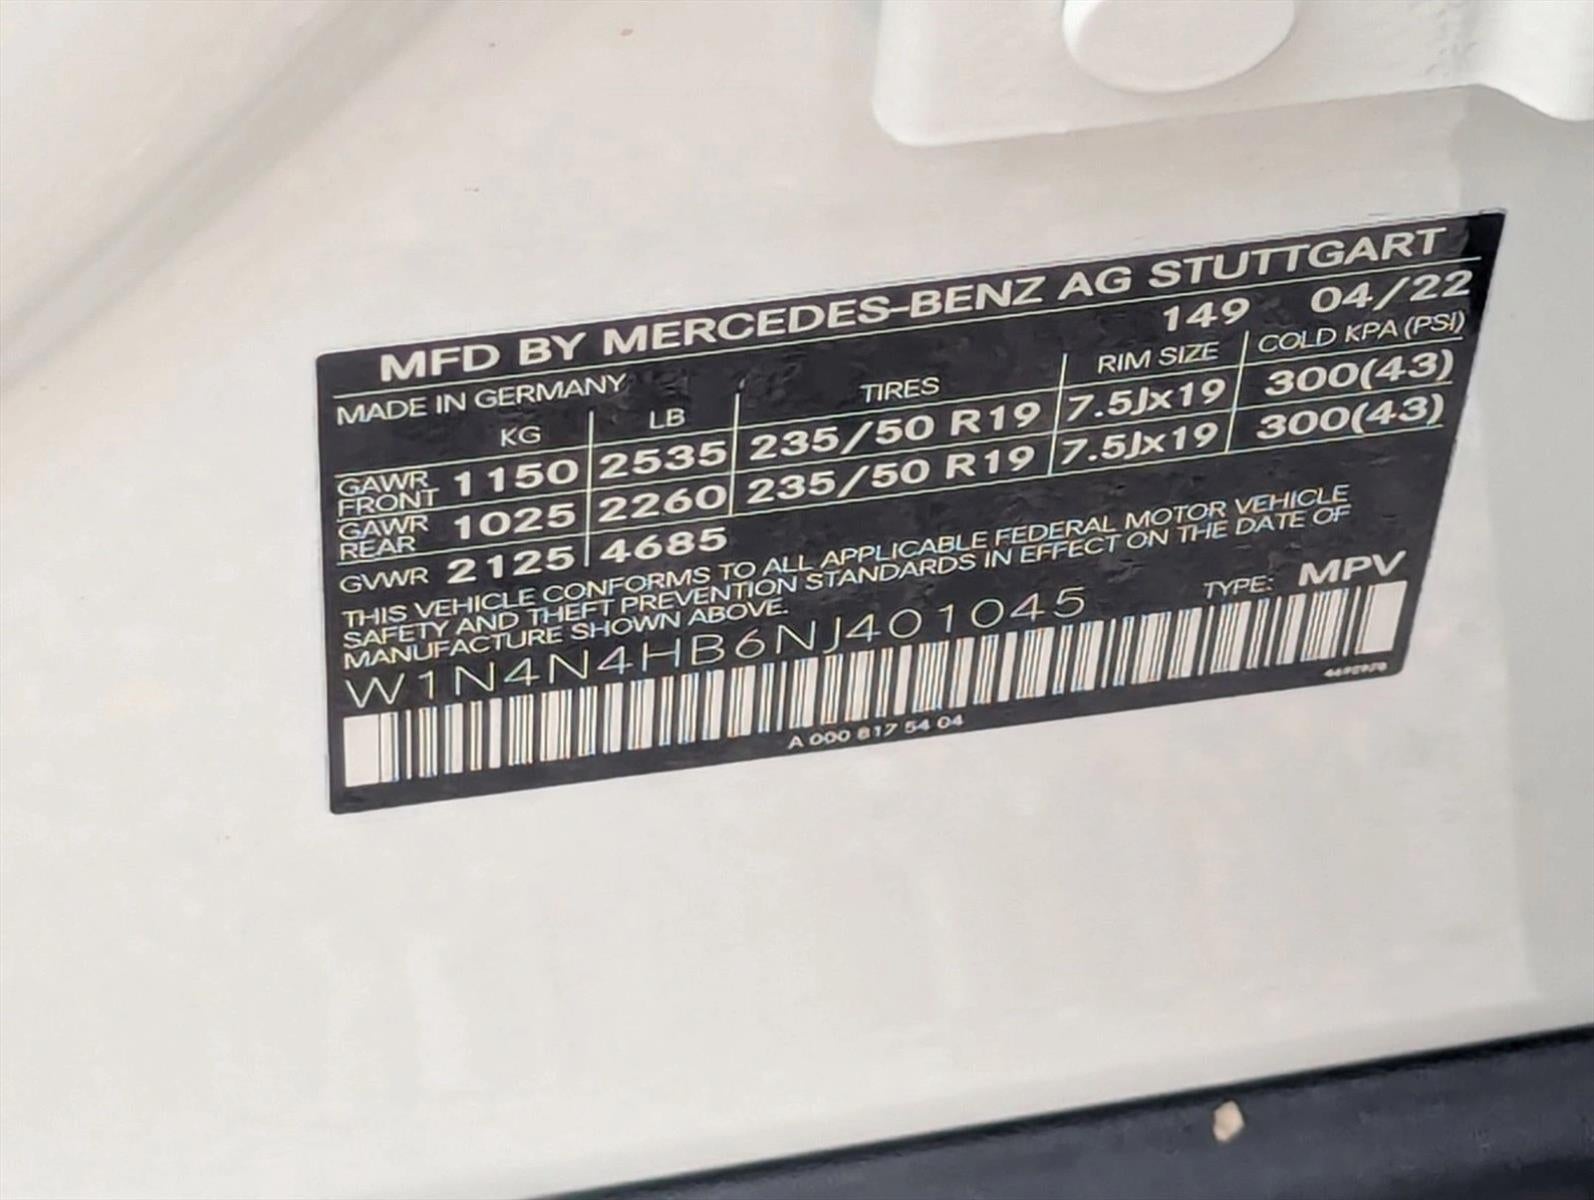 MFD BY MERCEDES-BENZ AG STUTTGART
MADE IN GERMANY 149 04/22
KG LB TIRES RIM SIZE COLD KPA (PSI)
GAWR FRONT 1150 2535 235/50 R19 7.5Jx19 300(43)
GAWR REAR 1025 2260 235/50 R19 7.5Jx19 300(43)
GVWR 2125 4685
THIS VEHICLE CONFORMS TO ALL APPLICABLE FEDERAL MOTOR VEHICLE
SAFETY AND THEFT PREVENTION STANDARDS IN EFFECT ON THE DATE OF
MANUFACTURE SHOWN ABOVE.
W1N4N4HB6NJ401045 TYPE: MPV
A 000 817 54 04